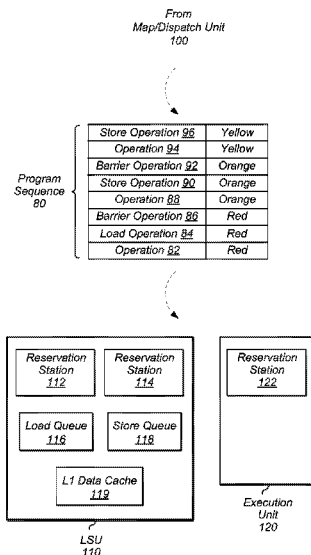 From
Map/Dispatch Unit
100
Program
Sequence
80
Store Operation 96 Yellow
Operation 94 Yellow
Barrier Operation 92 Orange
Store Operation 90 Orange
Operation 88 Orange
Barrier Operation 86 Red
Load Operation 84 Red
Operation 82 Red
Reservation
Station
112
Reservation
Station
114
Load Queue
116
Store Queue
118
L1 Data Cache
119
LSU
110
Reservation
Station
122
Execution
Unit
120